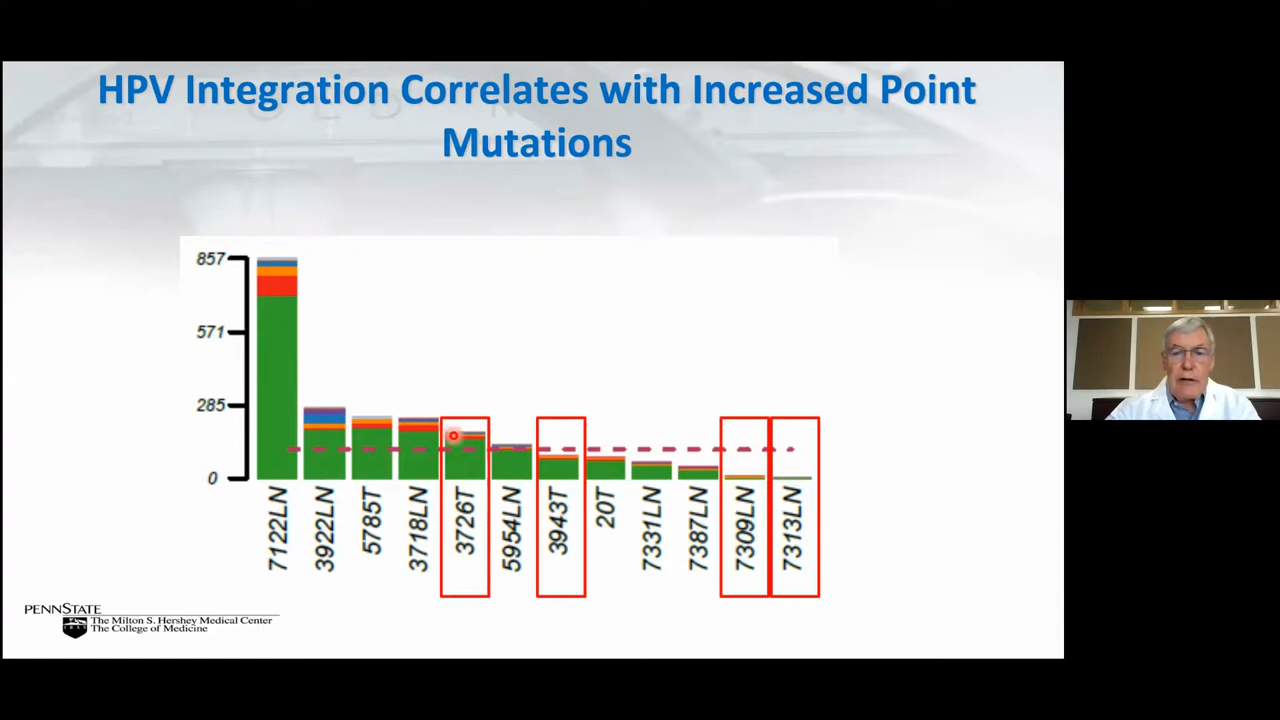 HPV Integration Correlates with Increased Point
Mutations
857
571
285
0
7122LN
3922LN
5785T
3718LN
3726T
5954LN
3943T
20T
7331LN
7387LN
7309LN
7313LN
PENNSTATE
The Milton S. Hershey Medical Center
The College of Medicine